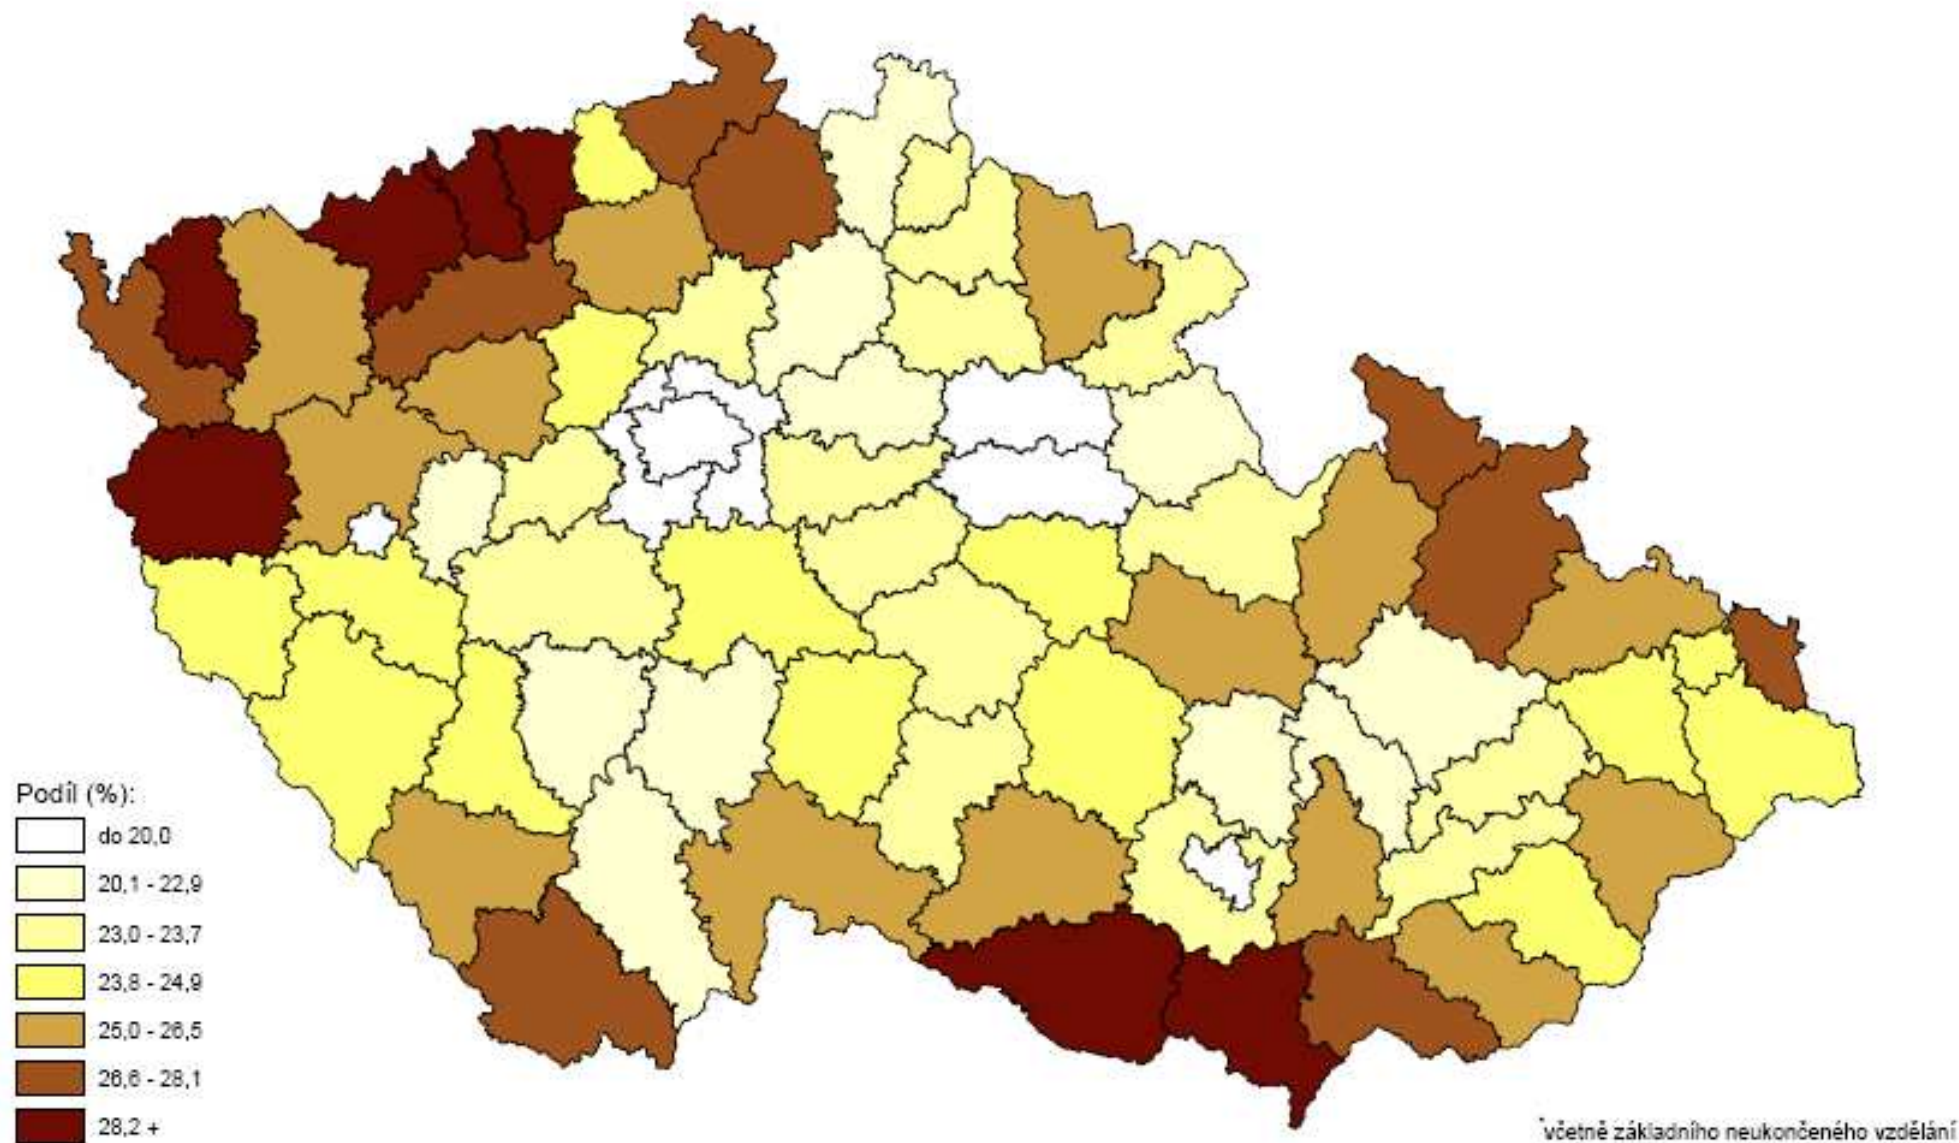 Podíl (%):
do 20,0
20,1 - 22,9
23,0 - 23,7
23,8 - 24,9
25,0 - 26,5
26,6 - 28,1
28,2 +
*včetně základního neukončeného vzdělání